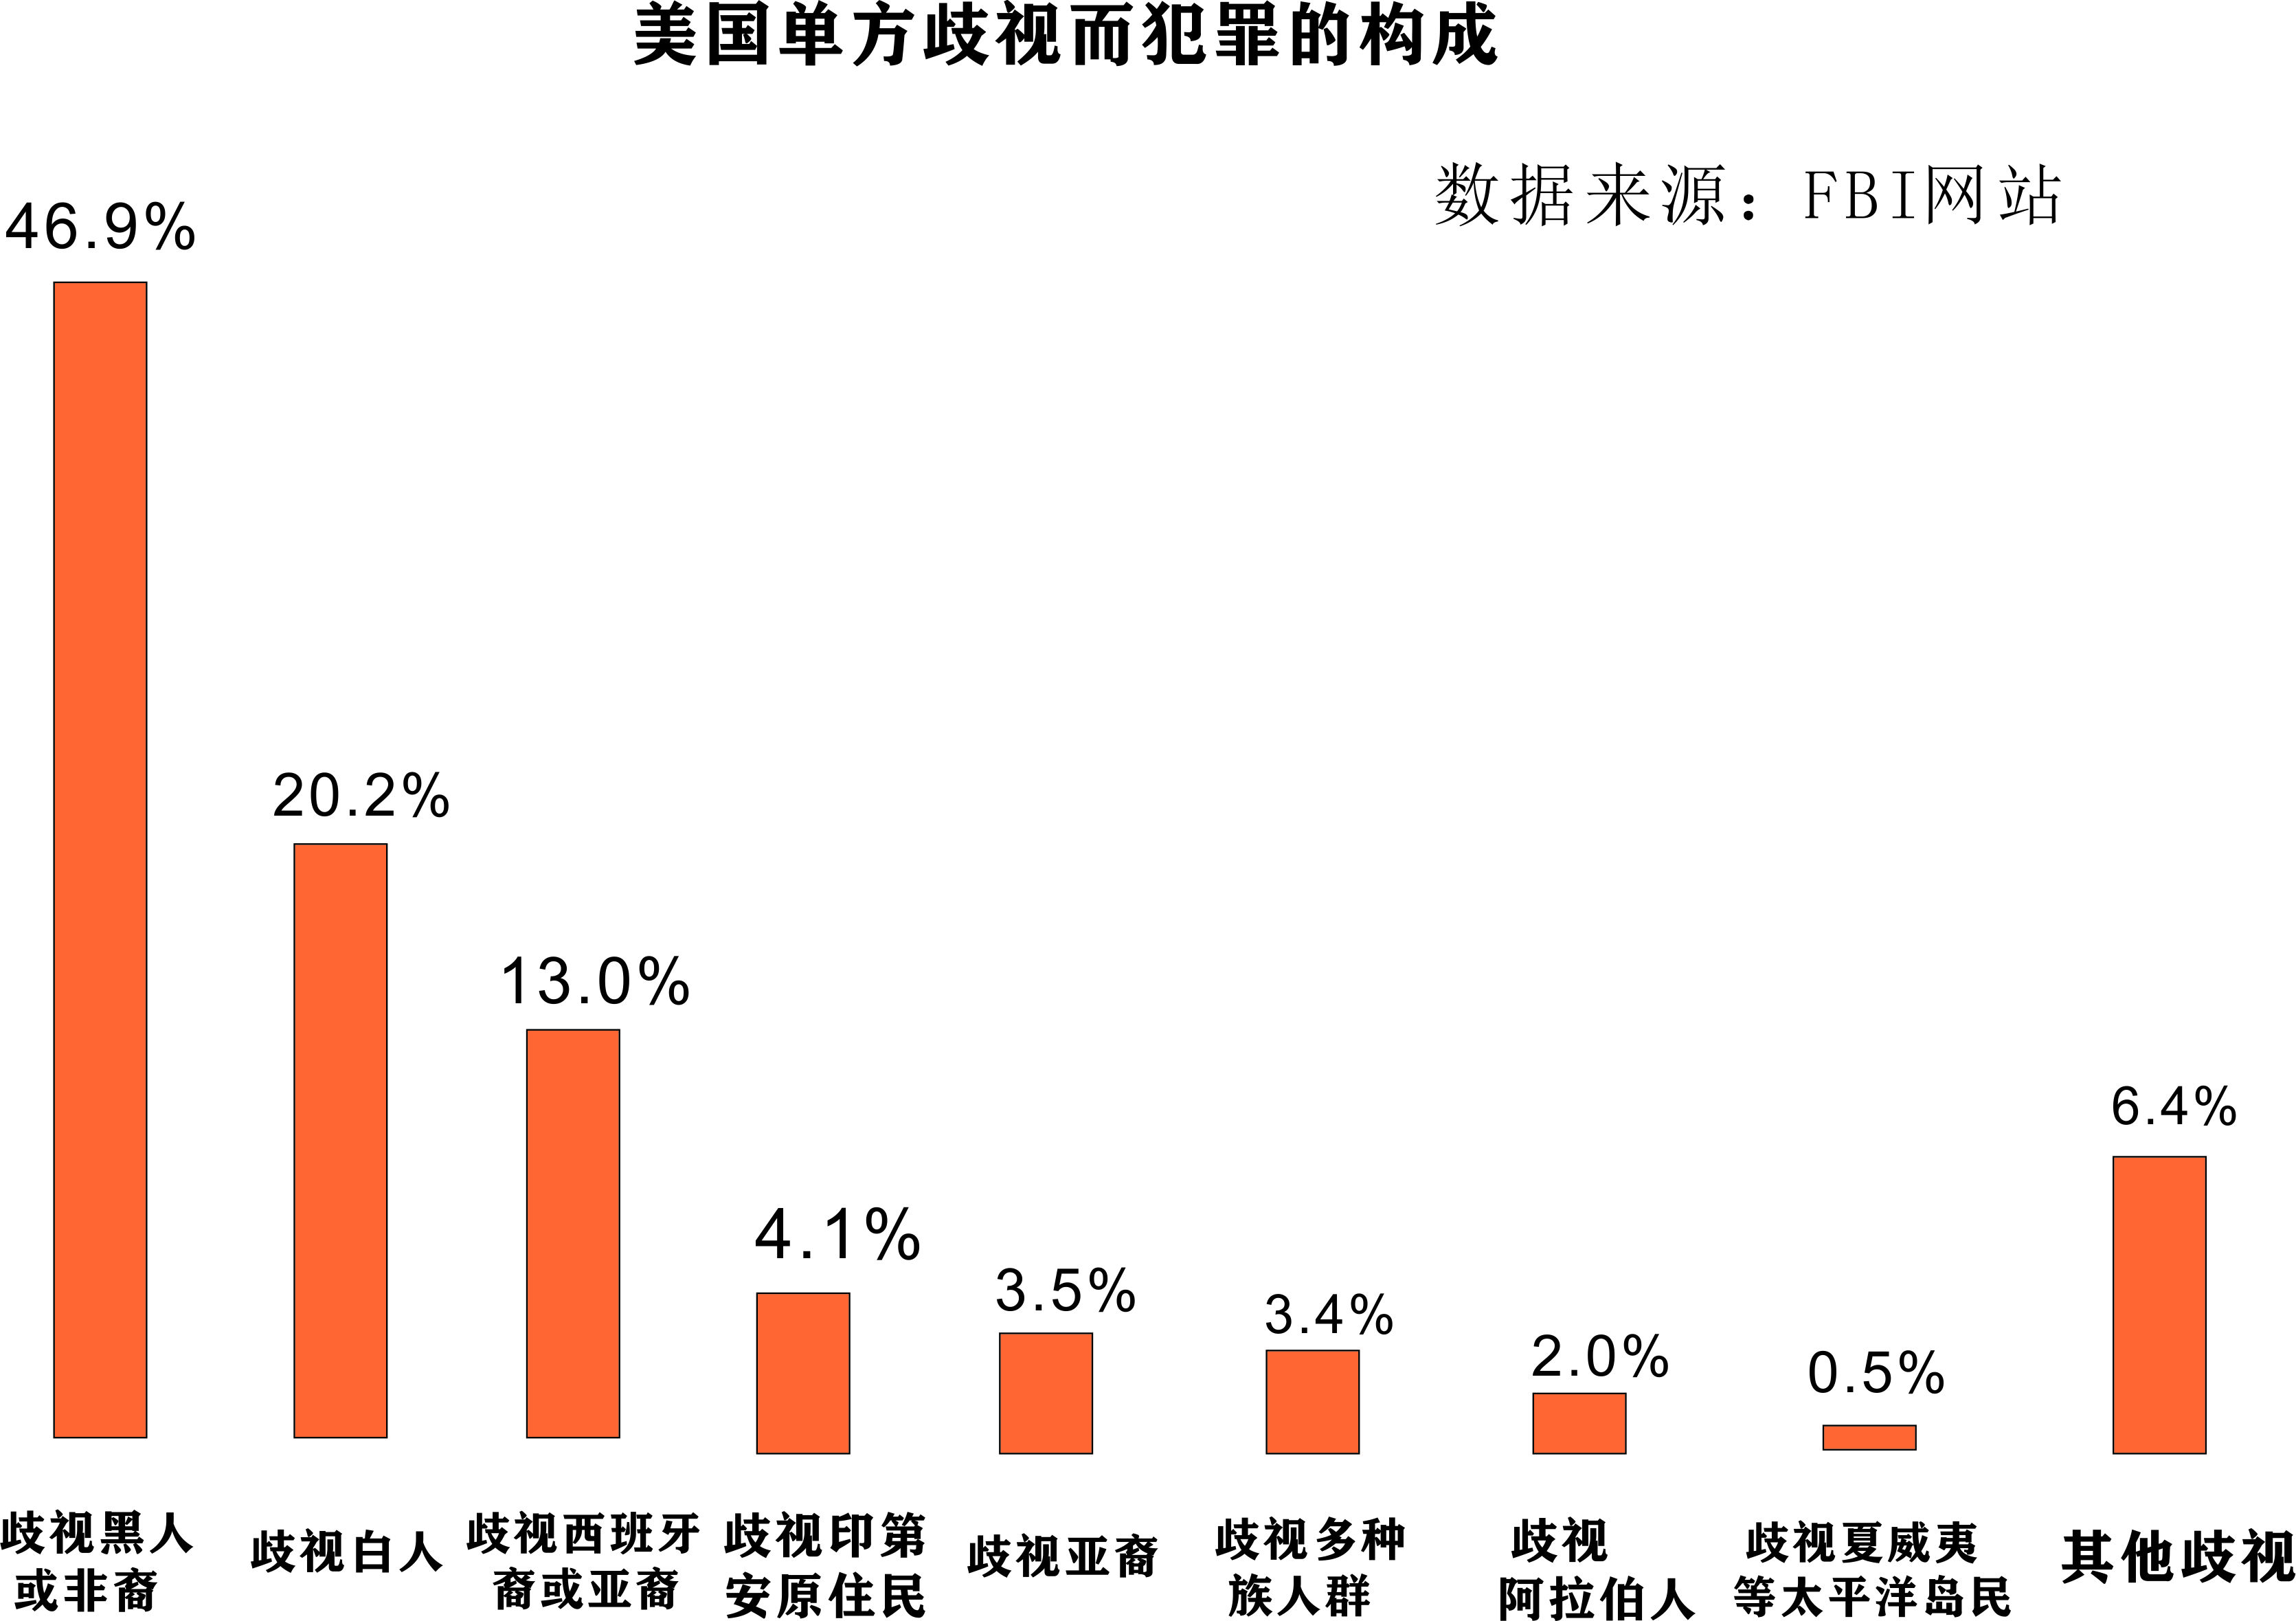 美国单方歧视而犯罪的构成
数据来源：FBI网站
46.9%
20.2%
13.0%
4.1%
3.5%
3.4%
2.0%
0.5%
6.4%
歧视黑人
或非裔
歧视白人
歧视西班牙
裔或亚裔
歧视印第
安原住民
歧视亚裔
歧视多种
族人群
歧视
阿拉伯人
歧视夏威夷
等太平洋岛民
其他歧视